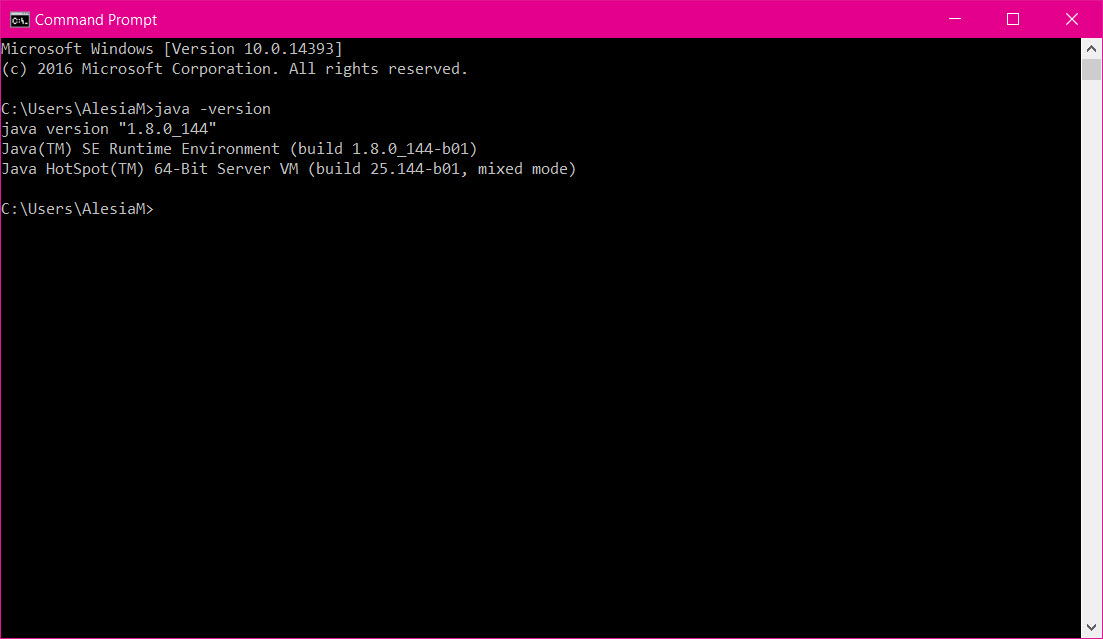 Command Prompt
Microsoft Windows [Version 10.0.14393]
(c) 2016 Microsoft Corporation. All rights reserved.
C:\Users\AlesiaM>java -version
java version "1.8.0_144"
Java(TM) SE Runtime Environment (build 1.8.0_144-b01)
Java HotSpot(TM) 64-Bit Server VM (build 25.144-b01, mixed mode)
C:\Users\AlesiaM>